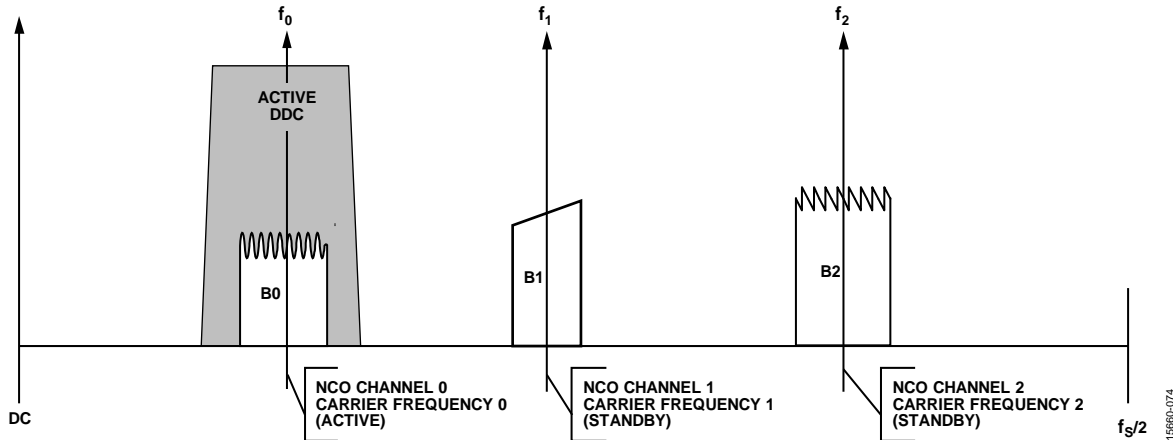 f0
f1
f2
ACTIVE
DDC
B0
B1
B2
NCO CHANNEL 0
CARRIER FREQUENCY 0
(ACTIVE)
NCO CHANNEL 1
CARRIER FREQUENCY 1
(STANDBY)
NCO CHANNEL 2
CARRIER FREQUENCY 2
(STANDBY)
DC
fS/2
15660-074